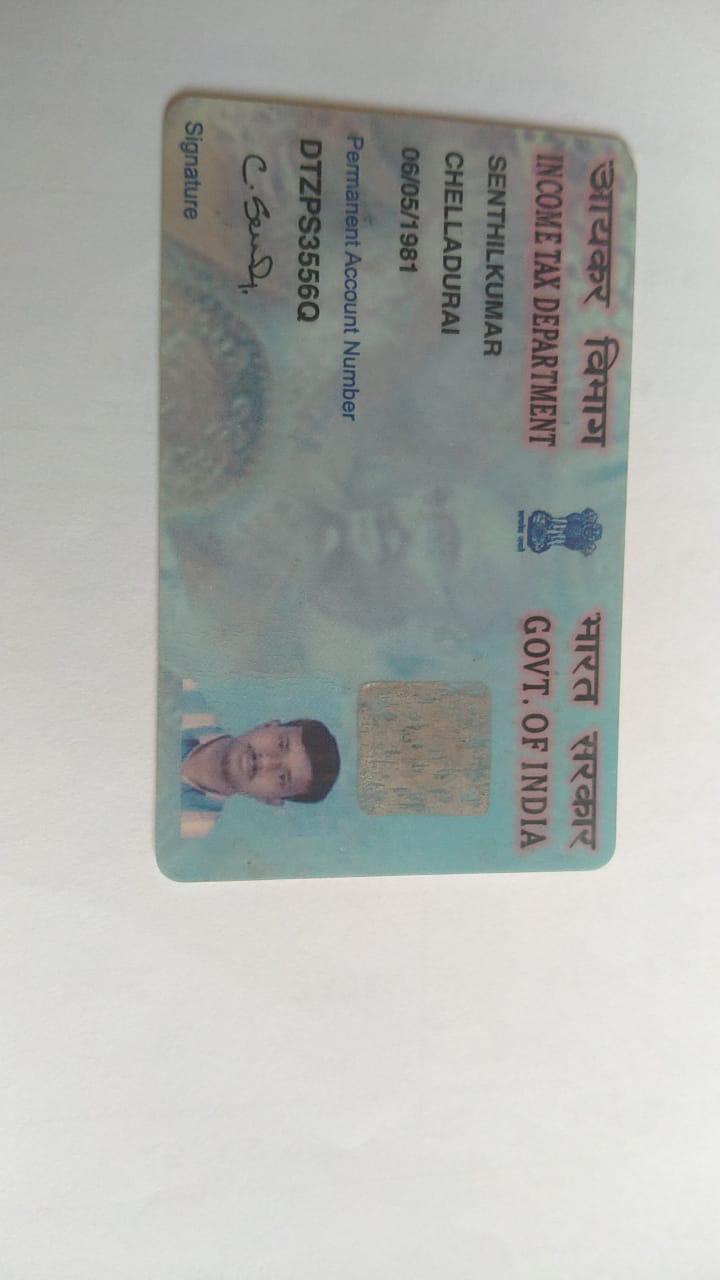 आयकर विभाग
INCOME TAX DEPARTMENT
भारत सरकार
GOVT. OF INDIA
SENTHILKUMAR
CHELLADURAI
06/05/1981
Permanent Account Number
DTZPS3556Q
Signature